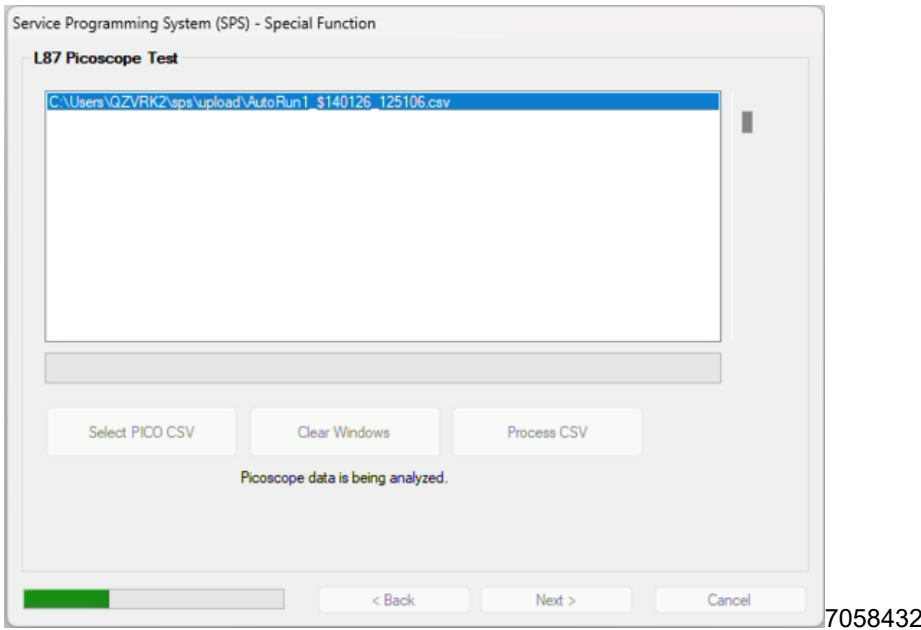 Service Programming System (SPS) - Special Function
L87 Picoscope Test
C:\Users\QZVRK2\sps\upload\AutoRun1_$140126_125106.csv
Select PICO CSV
Clear Windows
Process CSV
Picoscope data is being analyzed.
< Back
Next >
Cancel
7058432